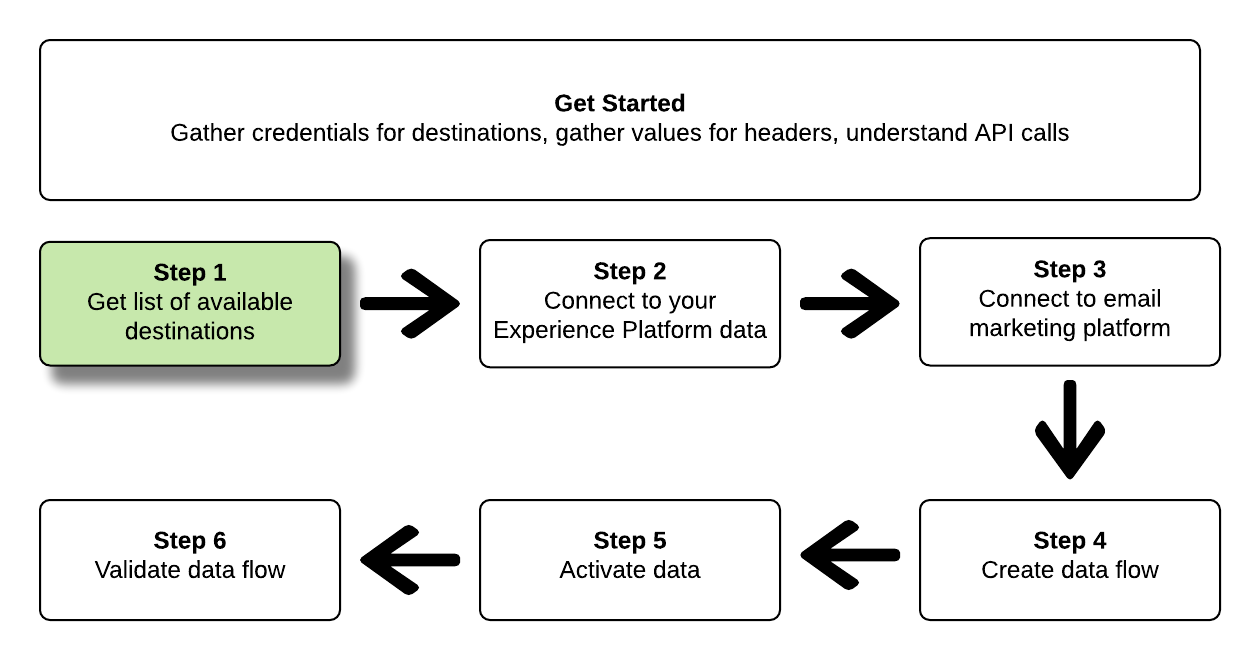 Get Started
Gather credentials for destinations, gather values for headers, understand API calls
Step 1
Get list of available
destinations
Step 2
Connect to your
Experience Platform data
Step 3
Connect to email
marketing platform
Step 4
Create data flow
Step 5
Activate data
Step 6
Validate data flow